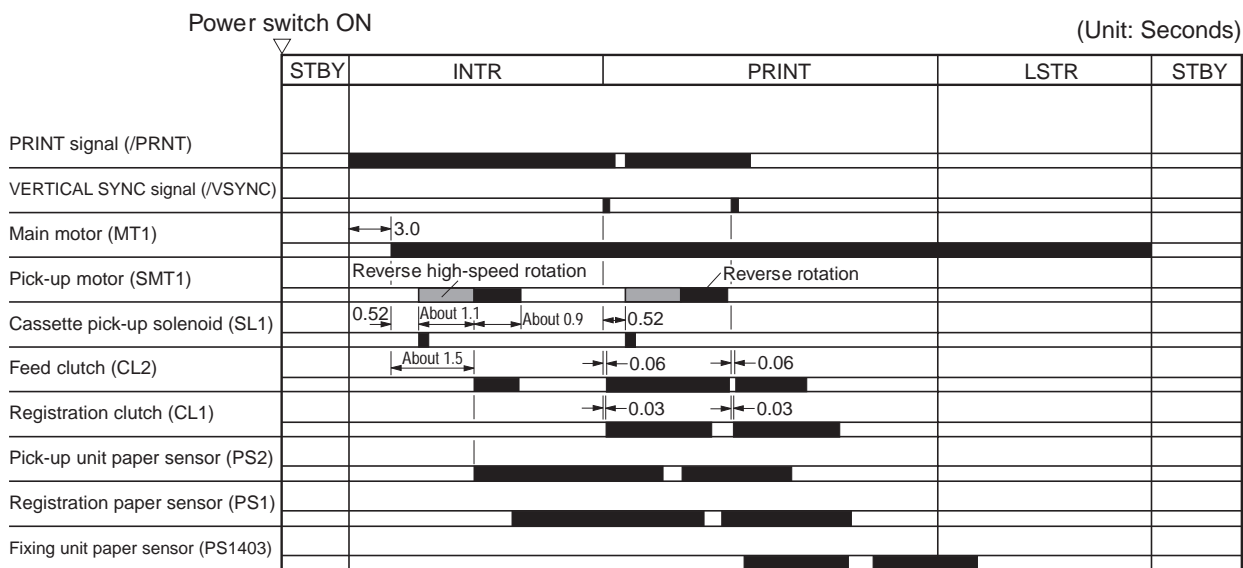 Power switch ON
(Unit: Seconds)
STBY INTR PRINT LSTR STBY
PRINT signal (/PRNT)
VERTICAL SYNC signal (/VSYNC)
Main motor (MT1) 3.0
Pick-up motor (SMT1) Reverse high-speed rotation Reverse rotation
Cassette pick-up solenoid (SL1) 0.52 About 1.1 About 0.9 0.52
Feed clutch (CL2) About 1.5 0.06 0.06
Registration clutch (CL1) 0.03 0.03
Pick-up unit paper sensor (PS2)
Registration paper sensor (PS1)
Fixing unit paper sensor (PS1403)